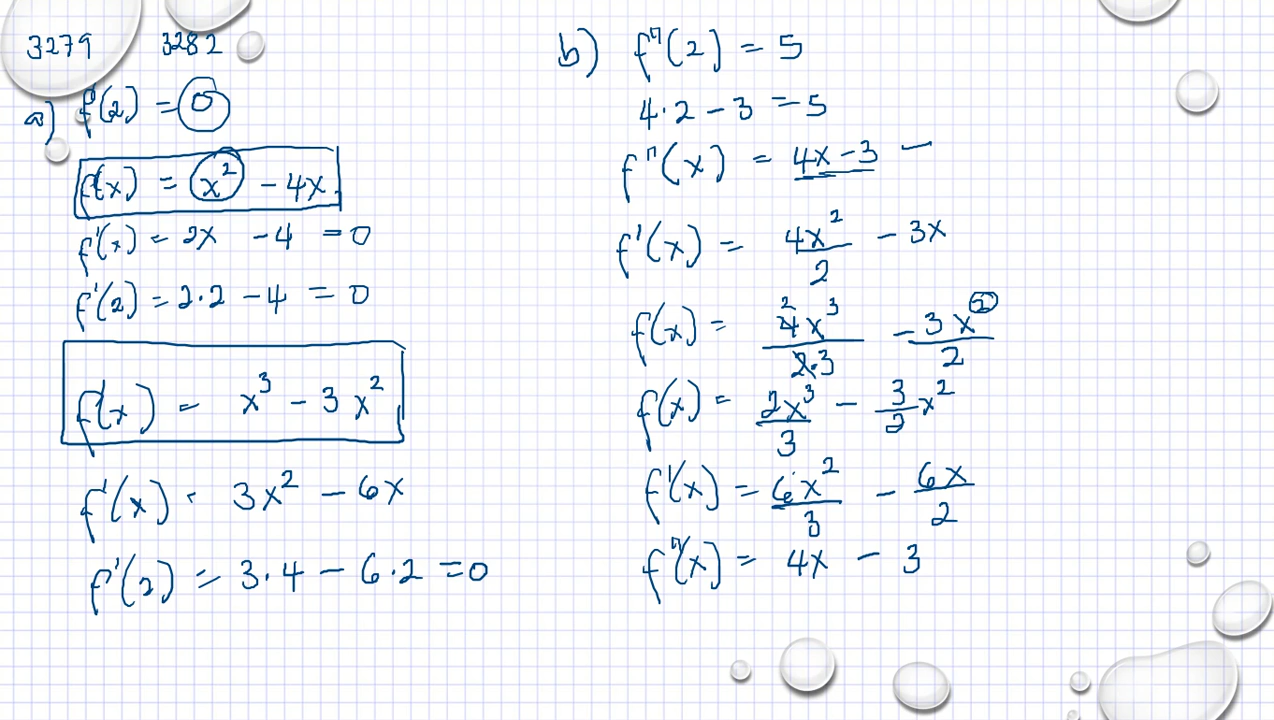 3279 3282
a) f'(2) = 0
f(x) = x² - 4x
f'(x) = 2x - 4 = 0
f'(2) = 2·2 - 4 = 0
f(x) = x³ - 3x²
f'(x) = 3x² - 6x
f'(2) = 3·4 - 6·2 = 0
b) f"(2) = 5
4·2 - 3 = 5
f"(x) = 4x - 3 -
f'(x) = 4x²/2 - 3x
f(x) = 2 4x³/2·3 - 3x²/2
f(x) = 2x³/3 - 3/2 x²
f'(x) = 6x²/3 - 6x/2
f"(x) = 4x - 3